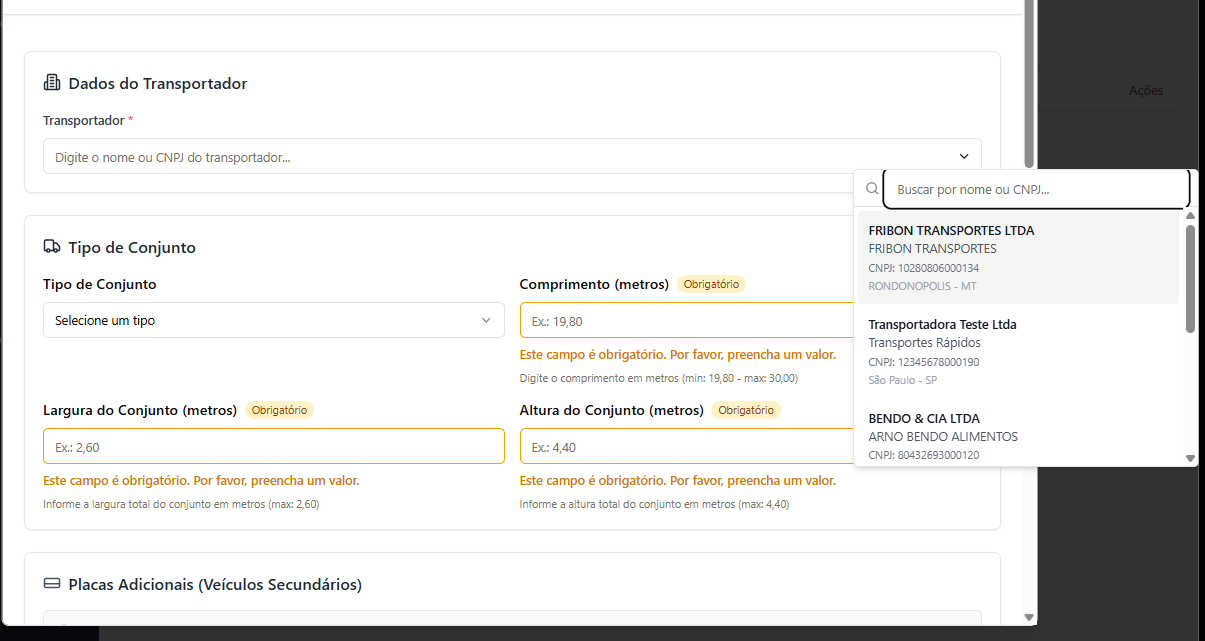 Ações
Dados do Transportador
Transportador *
Digite o nome ou CNPJ do transportador...
Buscar por nome ou CNPJ...
FRIBON TRANSPORTES LTDA
FRIBON TRANSPORTES
CNPJ: 10280806000134
RONDONOPOLIS - MT
Transportadora Teste Ltda
Transportes Rápidos
CNPJ: 12345678000190
São Paulo - SP
BENDO & CIA LTDA
ARNO BENDO ALIMENTOS
CNPJ: 80432693000120
Tipo de Conjunto
Tipo de Conjunto
Selecione um tipo
Comprimento (metros) Obrigatório
Ex.: 19,80
Este campo é obrigatório. Por favor, preencha um valor.
Digite o comprimento em metros (min: 19,80 - max: 30,00)
Largura do Conjunto (metros) Obrigatório
Ex.: 2,60
Este campo é obrigatório. Por favor, preencha um valor.
Informe a largura total do conjunto em metros (max: 2,60)
Altura do Conjunto (metros) Obrigatório
Ex.: 4,40
Este campo é obrigatório. Por favor, preencha um valor.
Informe a altura total do conjunto em metros (max: 4,40)
Placas Adicionais (Veículos Secundários)